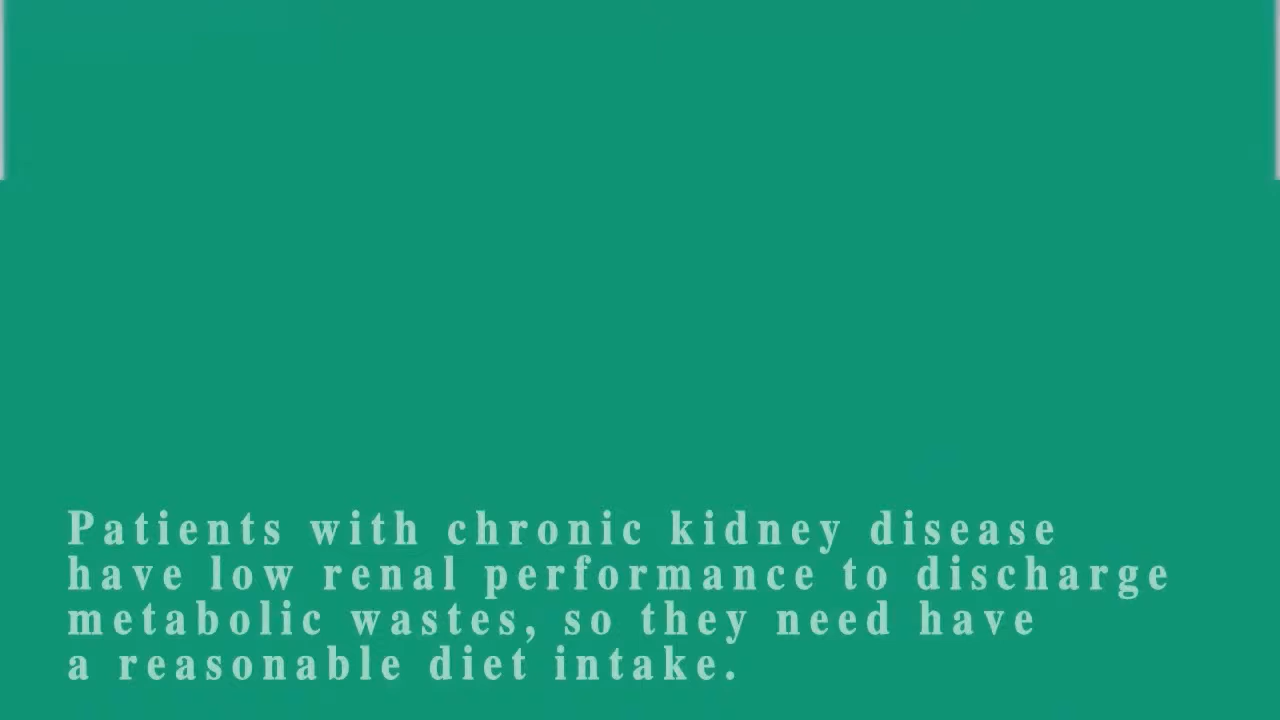 Patients with chronic kidney disease
have low renal performance to discharge
metabolic wastes, so they need have
a reasonable diet intake.